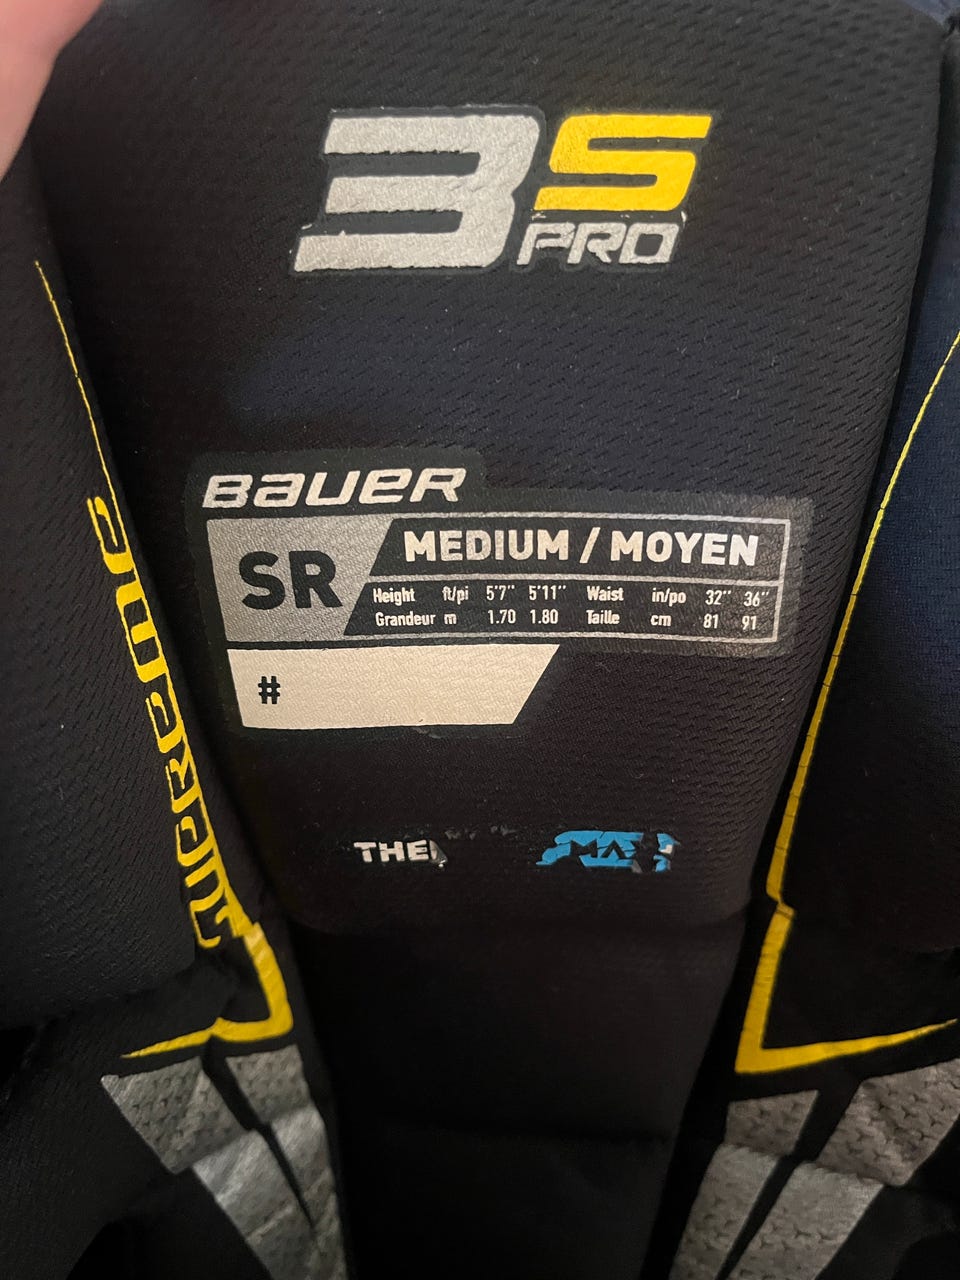 3S
PRO
BAUER
SR
MEDIUM / MOYEN
Height ft/pi 5'7" 5'11" Waist in/po 32" 36"
Grandeur m 1.70 1.80 Taille cm 81 91
#
SUPREME
THE